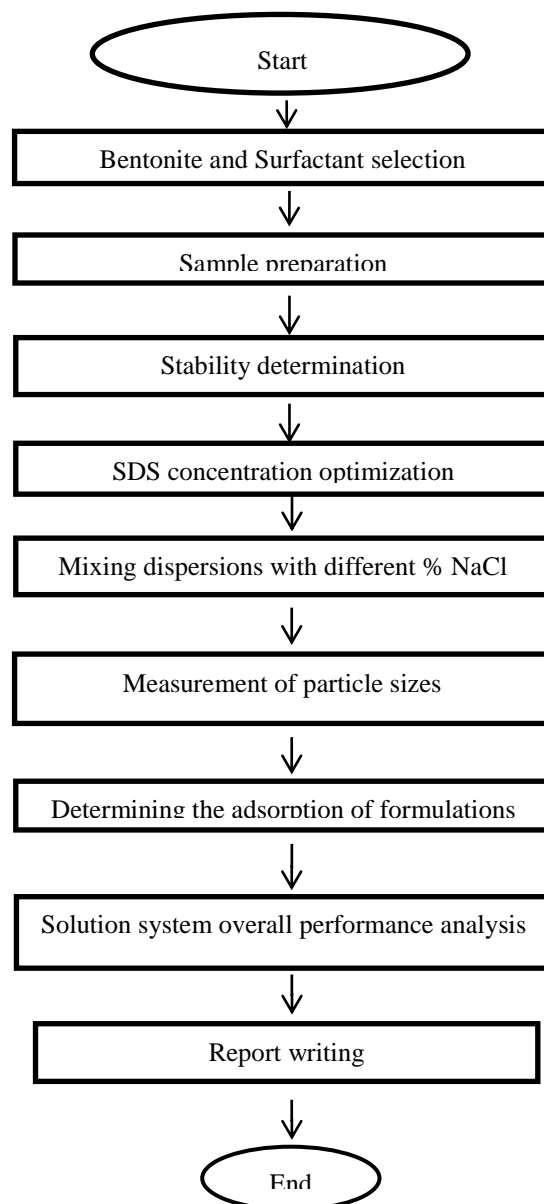 Start
Bentonite and Surfactant selection
Sample preparation
Stability determination
SDS concentration optimization
Mixing dispersions with different % NaCl
Measurement of particle sizes
Determining the adsorption of formulations
Solution system overall performance analysis
Report writing
End